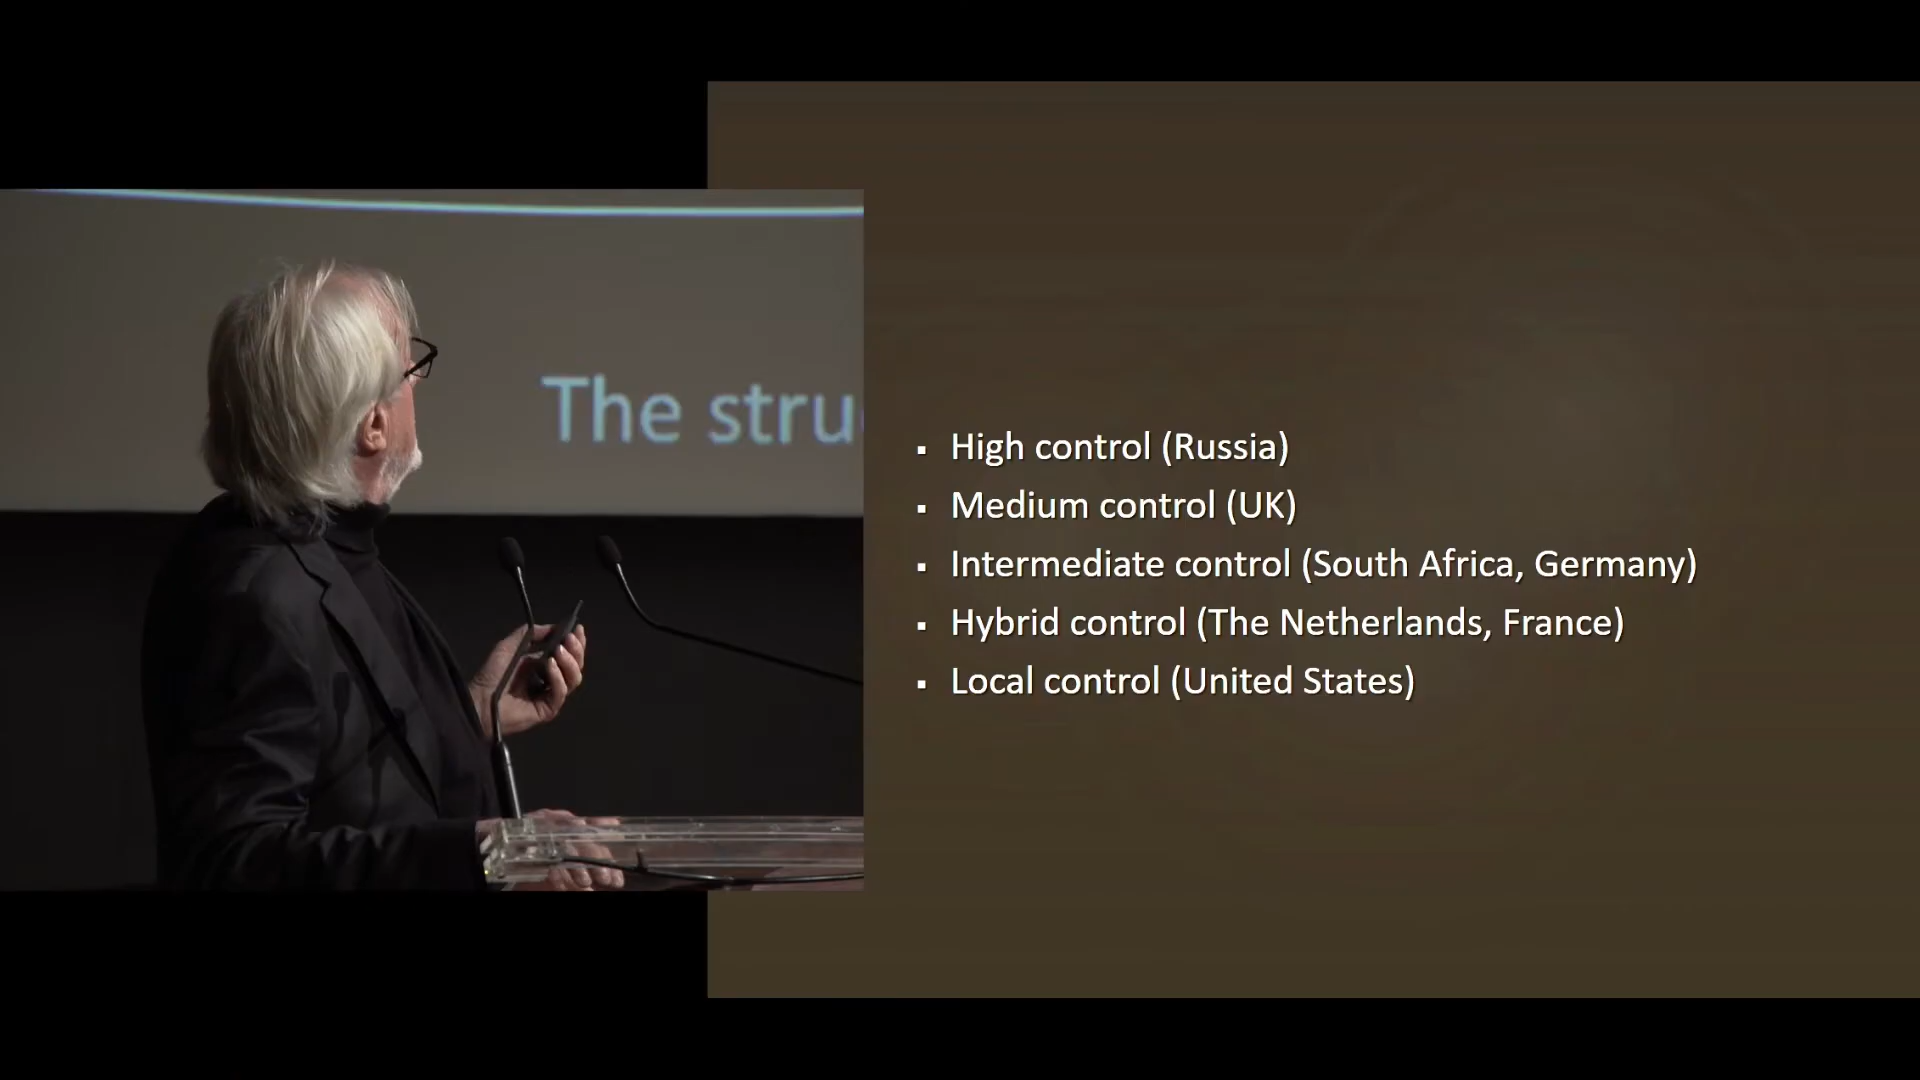 The
High control (Russia)
Medium control (UK)
Intermediate control (South Africa, Germany)
Hybrid control (The Netherlands, France)
Local control (United States)